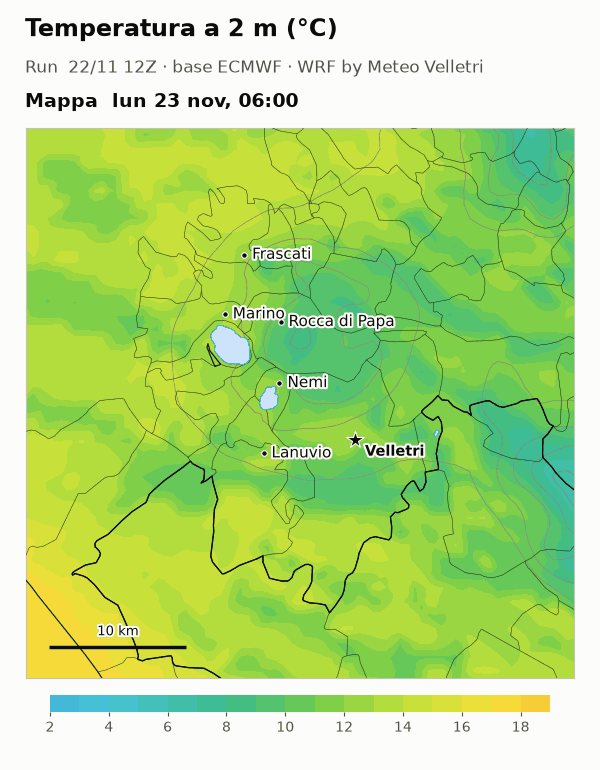 Temperatura a 2 m (°C)
Run  22/11 12Z · base ECMWF · WRF by Meteo Velletri
Mappa  lun 23 nov, 06:00
Frascati
Marino
Rocca di Papa
Nemi
Velletri
Lanuvio
10 km
2 4 6 8 10 12 14 16 18